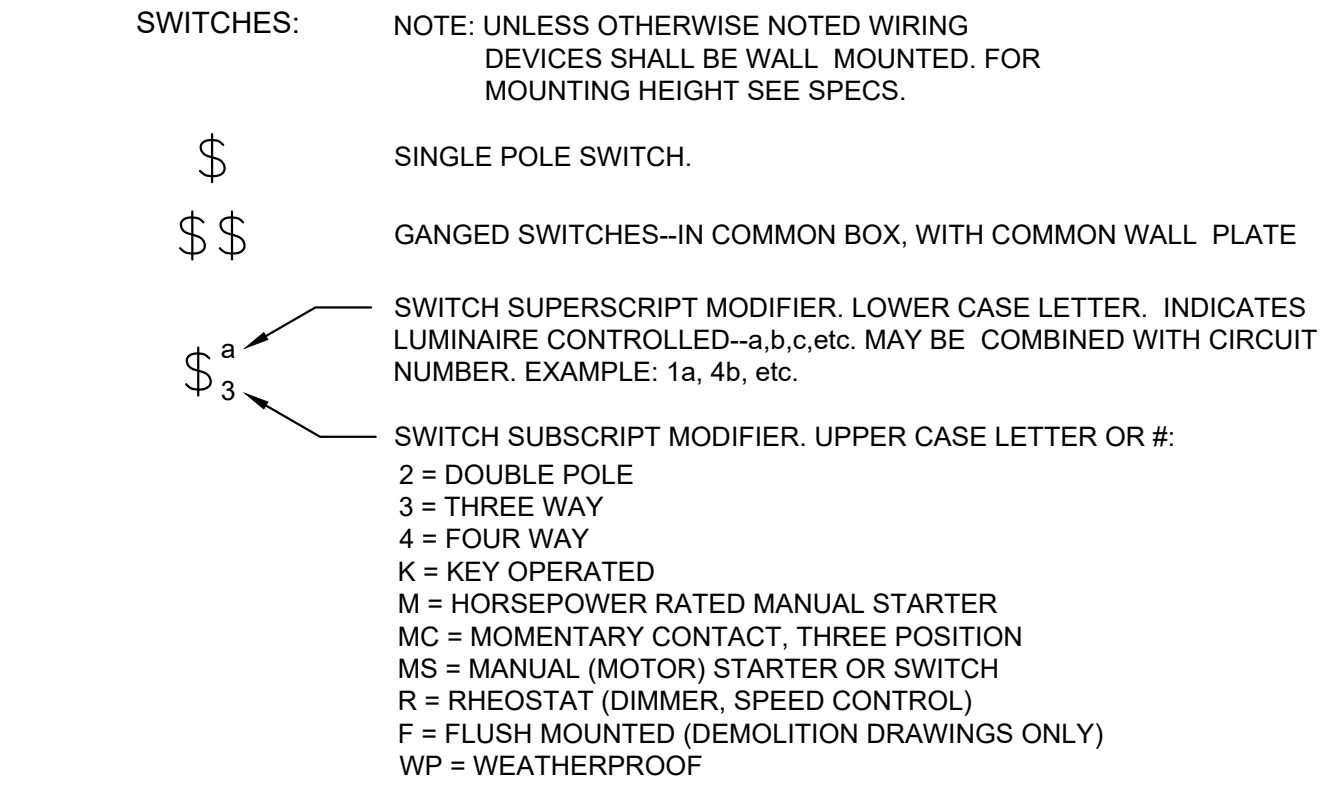 SWITCHES:
NOTE: UNLESS OTHERWISE NOTED WIRING
DEVICES SHALL BE WALL MOUNTED. FOR
MOUNTING HEIGHT SEE SPECS.
$ SINGLE POLE SWITCH.
$ $ GANGED SWITCHES--IN COMMON BOX, WITH COMMON WALL PLATE
SWITCH SUPERSCRIPT MODIFIER. LOWER CASE LETTER. INDICATES
LUMINAIRE CONTROLLED--a,b,c,etc. MAY BE COMBINED WITH CIRCUIT
NUMBER. EXAMPLE: 1a, 4b, etc.
$ a
3
SWITCH SUBSCRIPT MODIFIER. UPPER CASE LETTER OR #:
2 = DOUBLE POLE
3 = THREE WAY
4 = FOUR WAY
K = KEY OPERATED
M = HORSEPOWER RATED MANUAL STARTER
MC = MOMENTARY CONTACT, THREE POSITION
MS = MANUAL (MOTOR) STARTER OR SWITCH
R = RHEOSTAT (DIMMER, SPEED CONTROL)
F = FLUSH MOUNTED (DEMOLITION DRAWINGS ONLY)
WP = WEATHERPROOF